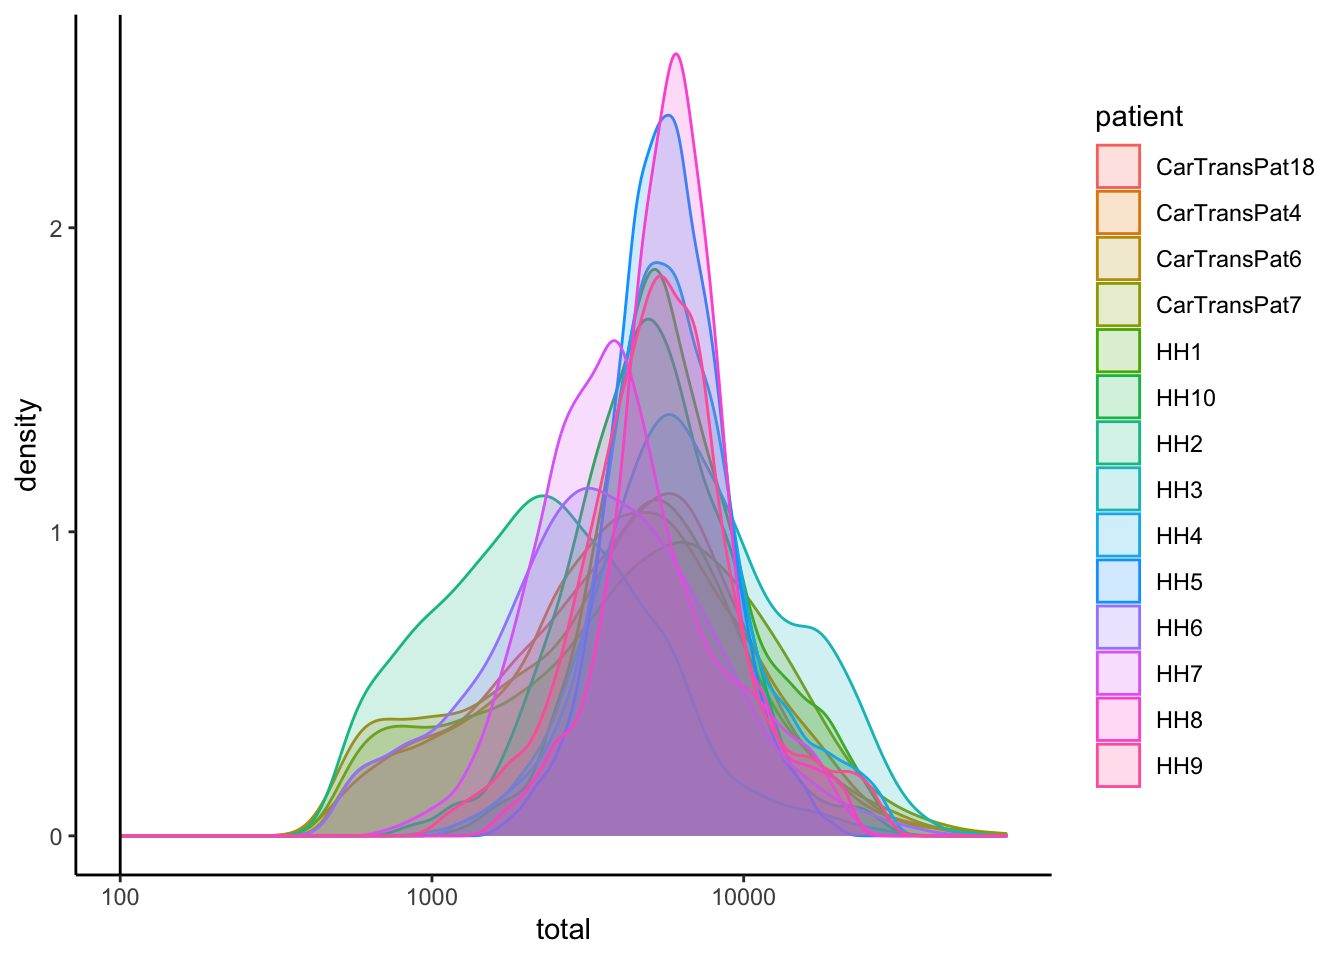 patient
CarTransPat18
CarTransPat4
CarTransPat6
CarTransPat7
HH1
HH10
HH2
HH3
HH4
HH5
HH6
HH7
HH8
HH9
density
2
1
0
100 1000 10000
total